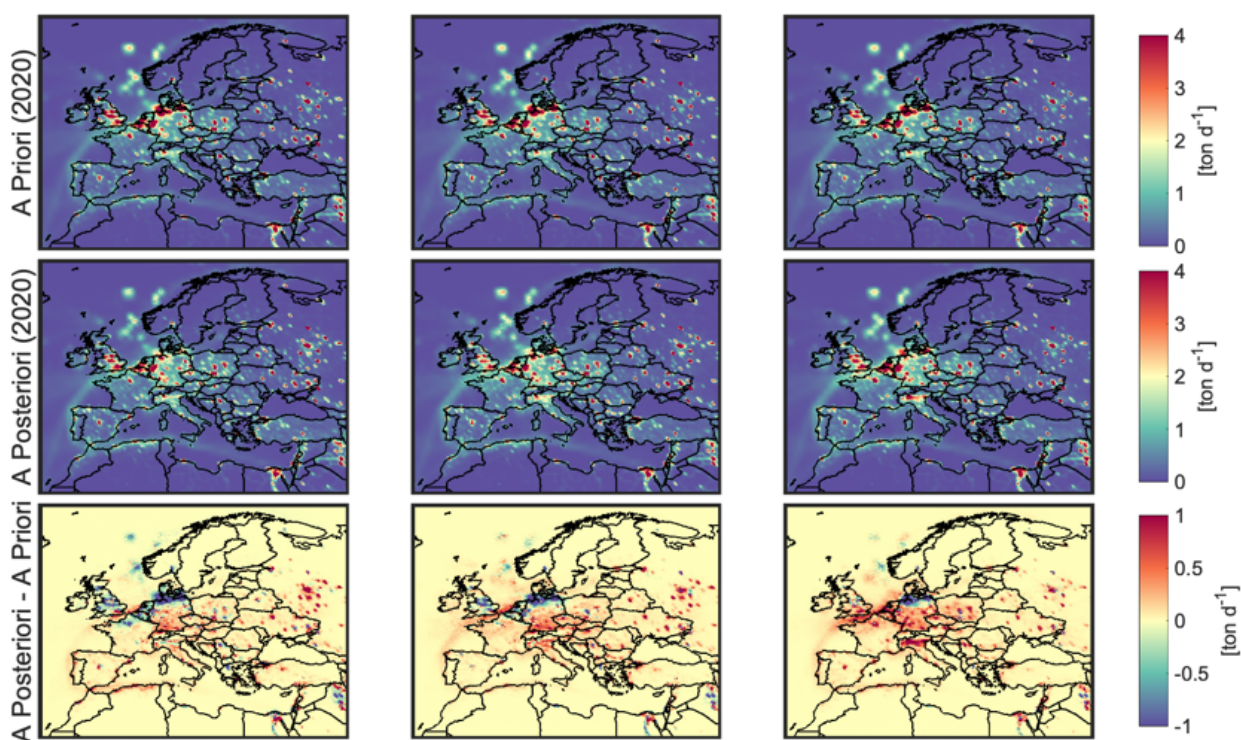 A Priori (2020)
4
3
2
1
0
[ton d⁻¹]
A Posteriori (2020)
4
3
2
1
0
[ton d⁻¹]
A Posteriori - A Priori
1
0.5
0
-0.5
-1
[ton d⁻¹]